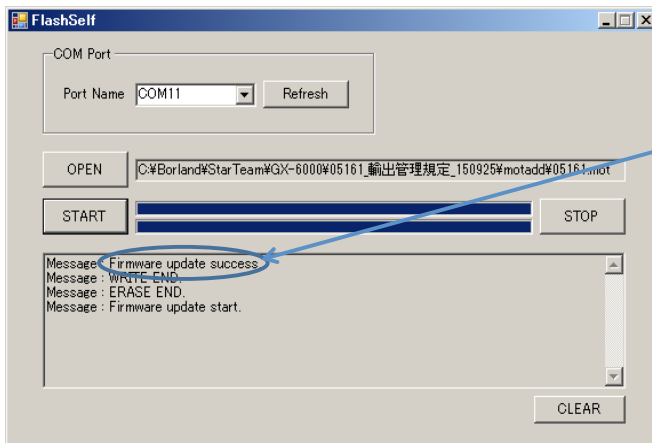 FlashSelf
COM Port
Port Name COM11 Refresh
OPEN C:¥Borland¥StarTeam¥GX-6000¥05161_輸出管理規定_150925¥motadd¥05161.mot
START STOP
Message : Firmware update success.
Message : WRITE END.
Message : ERASE END.
Message : Firmware update start.
CLEAR